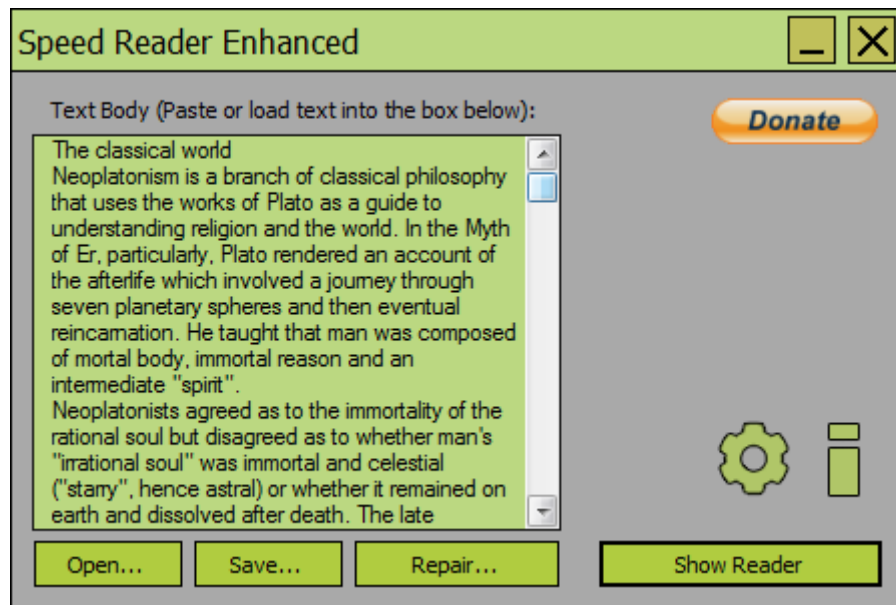 Speed Reader Enhanced
Text Body (Paste or load text into the box below):
Donate
The classical world
Neoplatonism is a branch of classical philosophy
that uses the works of Plato as a guide to
understanding religion and the world. In the Myth
of Er, particularly, Plato rendered an account of
the afterlife which involved a journey through
seven planetary spheres and then eventual
reincarnation. He taught that man was composed
of mortal body, immortal reason and an
intermediate "spirit".
Neoplatonists agreed as to the immortality of the
rational soul but disagreed as to whether man's
"irrational soul" was immortal and celestial
("starry", hence astral) or whether it remained on
earth and dissolved after death. The late
Open...
Save...
Repair...
Show Reader